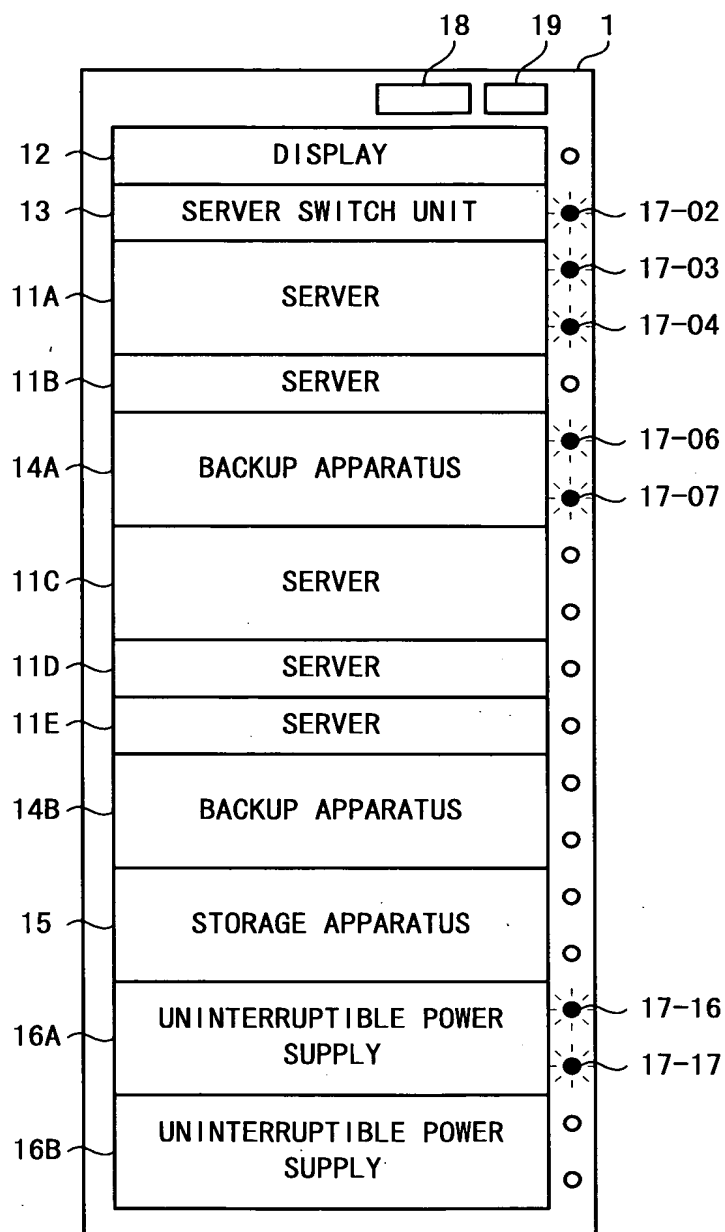 18 19 1
12 DISPLAY
13 SERVER SWITCH UNIT 17-02
17-03
11A SERVER
17-04
11B SERVER
17-06
14A BACKUP APPARATUS
17-07
11C SERVER
11D SERVER
11E SERVER
14B BACKUP APPARATUS
15 STORAGE APPARATUS
17-16
16A UNINTERRUPTIBLE POWER
SUPPLY
17-17
16B UNINTERRUPTIBLE POWER
SUPPLY